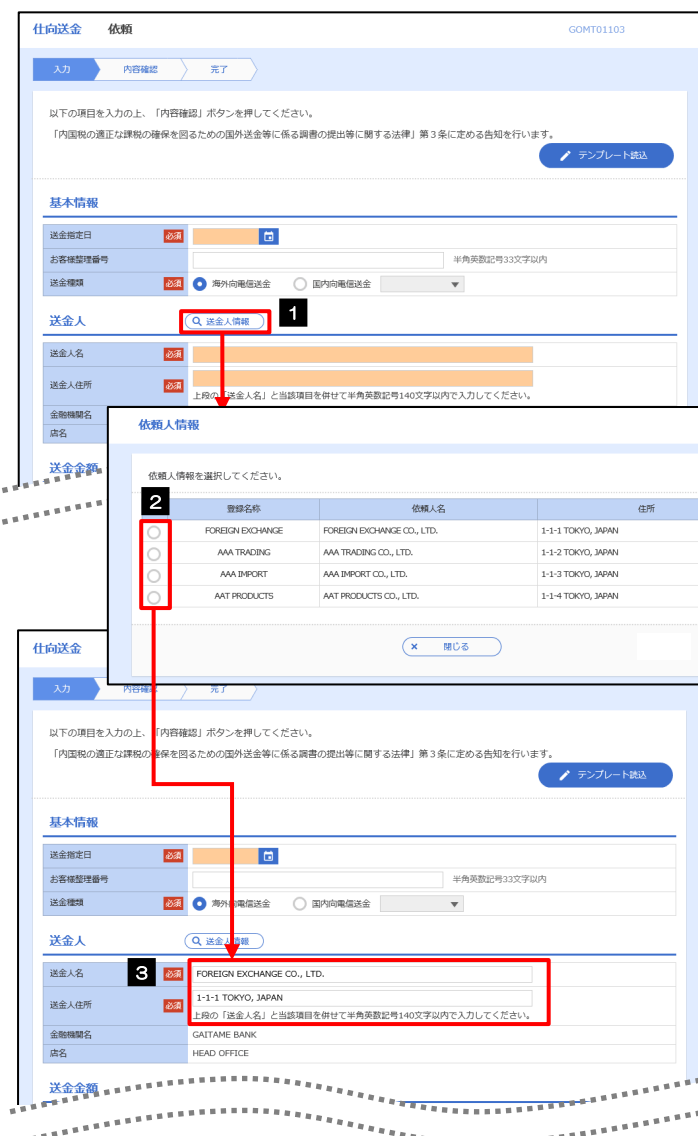 仕向送金 依頼 GOMT01103
入力 内容確認 完了
以下の項目を入力の上、「内容確認」ボタンを押してください。
「内国税の適正な課税の確保を図るための国外送金等に係る調書の提出等に関する法律」第３条に定める告知を行います。
テンプレート読込
基本情報
送金指定日 必須
お客様整理番号 半角英数記号33文字以内
送金種類 必須 海外向電信送金 国内向電信送金
送金人 送金人情報 1
送金人名 必須
送金人住所 必須
上段の「送金人名」と当該項目を併せて半角英数記号140文字以内で入力してください。
金融機関名
店名
送金金額
依頼人情報
依頼人情報を選択してください。
2
登録名称 依頼人名 住所
FOREIGN EXCHANGE FOREIGN EXCHANGE CO., LTD. 1-1-1 TOKYO, JAPAN
AAA TRADING AAA TRADING CO., LTD. 1-1-2 TOKYO, JAPAN
AAA IMPORT AAA IMPORT CO., LTD. 1-1-3 TOKYO, JAPAN
AAT PRODUCTS AAT PRODUCTS CO., LTD. 1-1-4 TOKYO, JAPAN
× 閉じる
仕向送金
入力 内容確認 完了
以下の項目を入力の上、「内容確認」ボタンを押してください。
「内国税の適正な課税の確保を図るための国外送金等に係る調書の提出等に関する法律」第３条に定める告知を行います。
テンプレート読込
基本情報
送金指定日 必須
お客様整理番号 半角英数記号33文字以内
送金種類 必須 海外向電信送金 国内向電信送金
送金人 送金人情報
送金人名 3 必須 FOREIGN EXCHANGE CO., LTD.
送金人住所 必須 1-1-1 TOKYO, JAPAN
上段の「送金人名」と当該項目を併せて半角英数記号140文字以内で入力してください。
金融機関名 GAITAME BANK
店名 HEAD OFFICE
送金金額